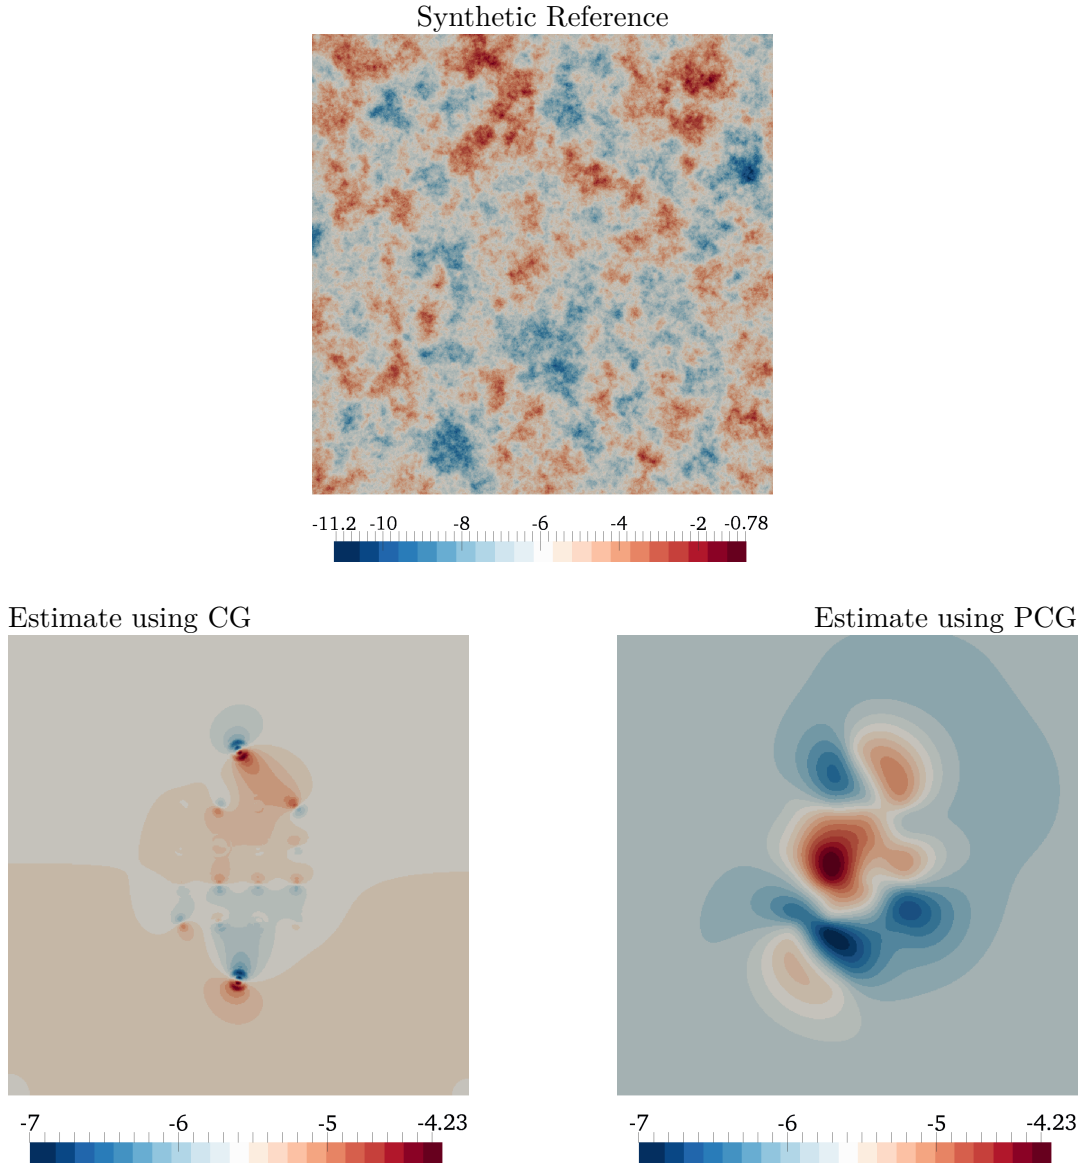 Synthetic Reference
-11.2 -10 -8 -6 -4 -2 -0.78
Estimate using CG
Estimate using PCG
-7 -6 -5 -4.23
-7 -6 -5 -4.23